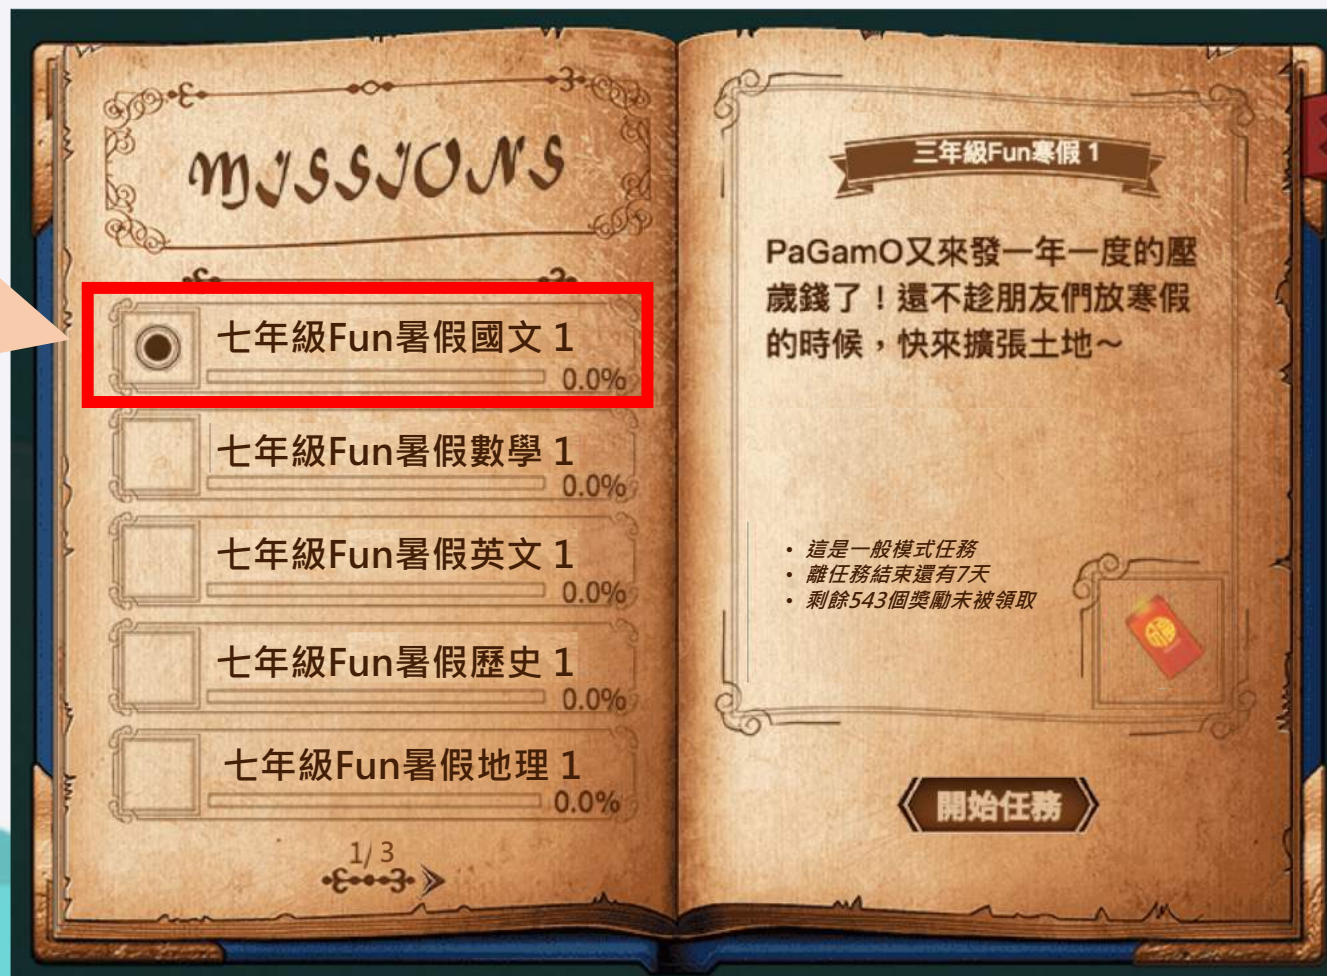 MISSIONS
七年級Fun暑假國文 1
0.0%
七年級Fun暑假數學 1
0.0%
七年級Fun暑假英文 1
0.0%
七年級Fun暑假歷史 1
0.0%
七年級Fun暑假地理 1
0.0%
1/ 3
三年級Fun寒假 1
PaGamO又來發一年一度的壓
歲錢了！還不趁朋友們放寒假
的時候，快來擴張土地～
• 這是一般模式任務
• 離任務結束還有7天
• 剩餘543個獎勵未被領取
福
開始任務